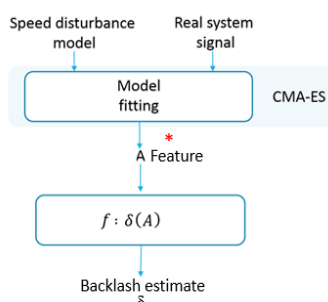 Speed disturbance
model
Real system
signal
Model
fitting
CMA-ES
*
A Feature
f : δ(A)
Backlash estimate